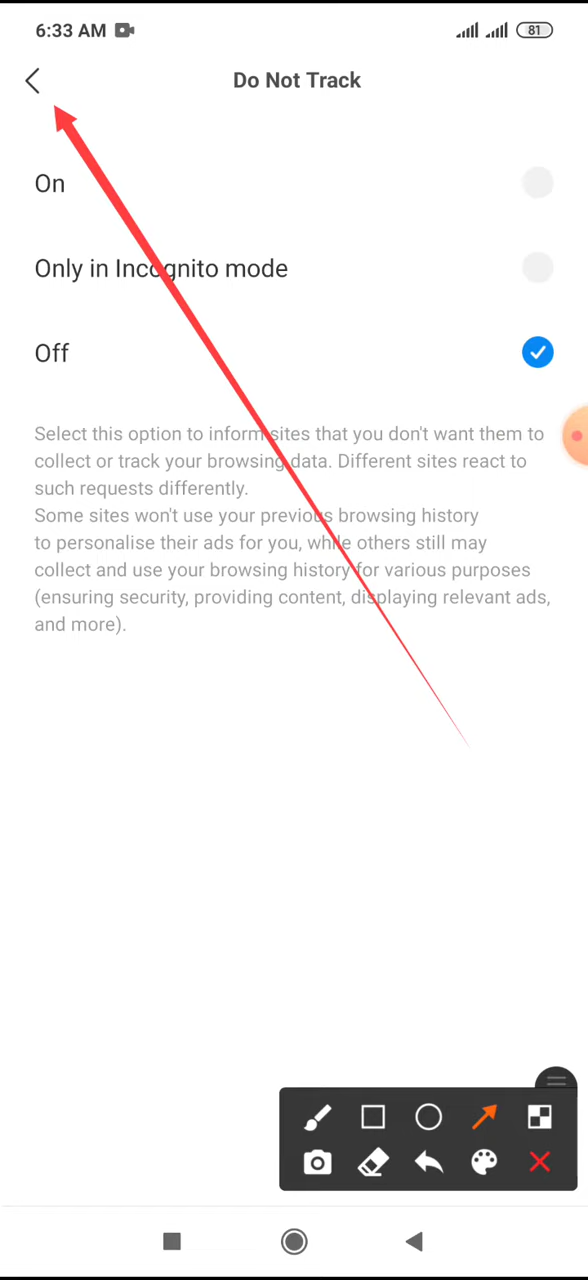 6:33 AM
81
Do Not Track
On
Only in Incognito mode
Off
Select this option to inform sites that you don't want them to
collect or track your browsing data. Different sites react to
such requests differently.
Some sites won't use your previous browsing history
to personalise their ads for you, while others still may
collect and use your browsing history for various purposes
(ensuring security, providing content, displaying relevant ads,
and more).